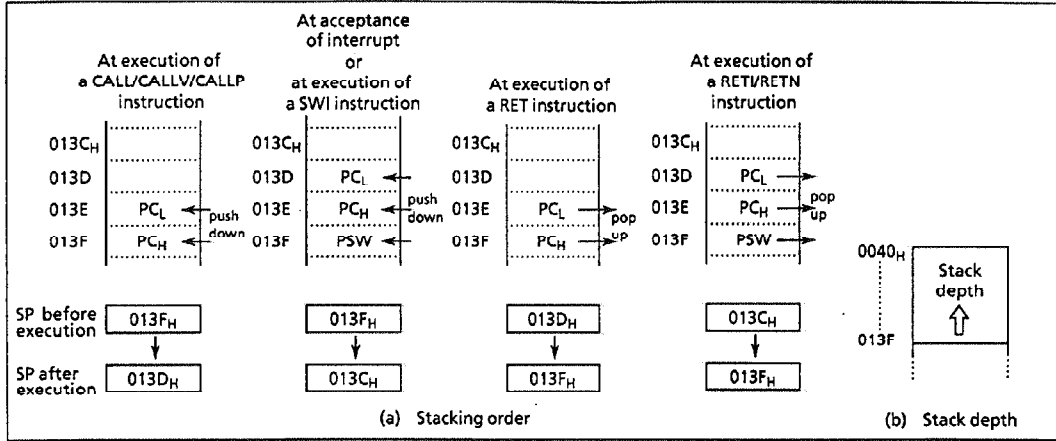 At execution of
a CALL/CALLV/CALLP
instruction
013CH
013D
013E PCL push
013F PCH down
At acceptance
of interrupt
or
at execution of
a SWI instruction
013CH
013D PCL
013E PCH push
013F PSW down
At execution of
a RET instruction
013CH
013D
013E PCL pop
013F PCH up
At execution of
a RETI/RETN
instruction
013CH
013D PCL
013E PCH pop
013F PSW up
SP before
execution
013FH 013FH 013DH 013CH
SP after
execution
013DH 013CH 013FH 013FH
(a) Stacking order
0040H
Stack
depth
013F
(b) Stack depth